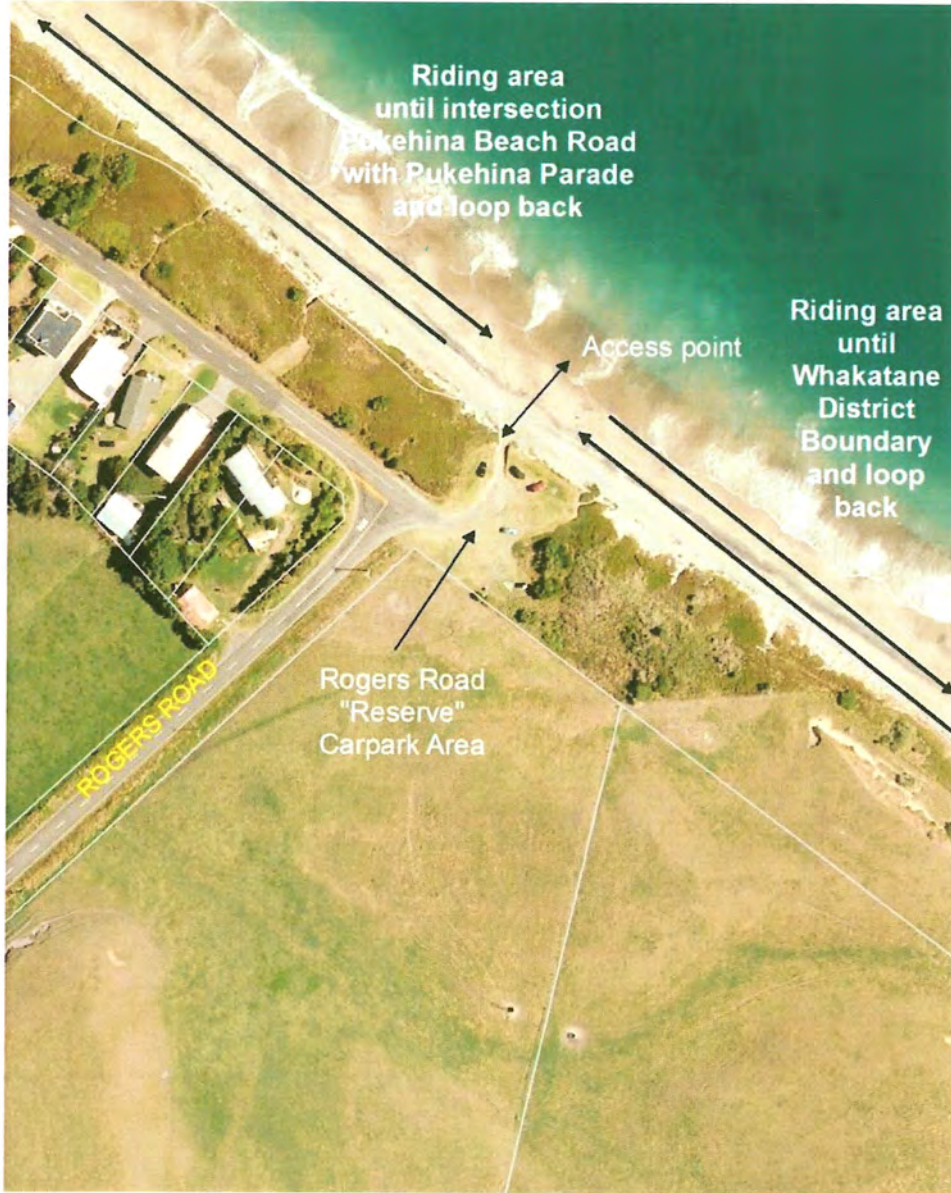 Riding area
until intersection
Pukehina Beach Road
with Pukehina Parade
and loop back
Access point
Riding area
until
Whakatane
District
Boundary
and loop
back
Rogers Road
"Reserve"
Carpark Area
ROGERS ROAD